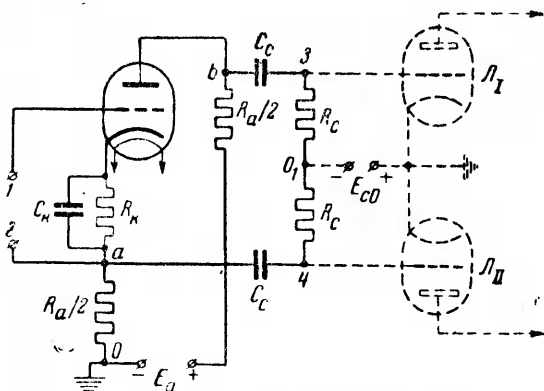 C_c
3
b
R_a/2
R_c
Л_I
1
0_1
- E_c0 +
C_к
R_к
2
a
R_c
C_c
4
Л_II
R_a/2
0
- E_a +